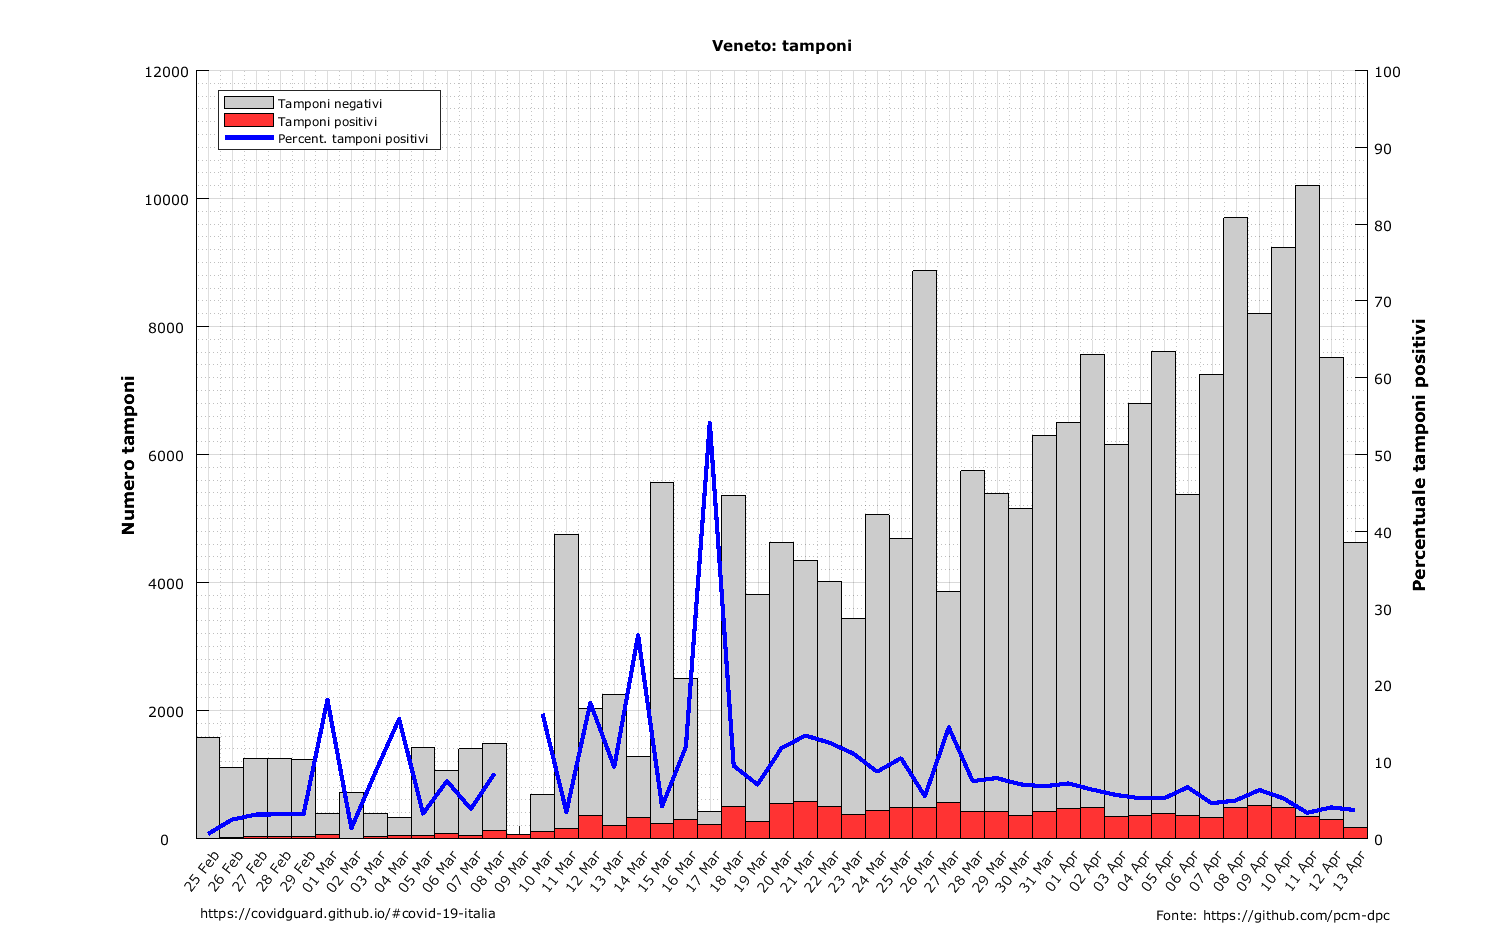 Veneto: tamponi
12000
10000
8000
6000
4000
2000
0
Numero tamponi
Tamponi negativi
Tamponi positivi
Percent. tamponi positivi
100
90
80
70
60
50
40
30
20
10
0
Percentuale tamponi positivi
25 Feb
26 Feb
27 Feb
28 Feb
29 Feb
01 Mar
02 Mar
03 Mar
04 Mar
05 Mar
06 Mar
07 Mar
08 Mar
09 Mar
10 Mar
11 Mar
12 Mar
13 Mar
14 Mar
15 Mar
16 Mar
17 Mar
18 Mar
19 Mar
20 Mar
21 Mar
22 Mar
23 Mar
24 Mar
25 Mar
26 Mar
27 Mar
28 Mar
29 Mar
30 Mar
31 Mar
01 Apr
02 Apr
03 Apr
04 Apr
05 Apr
06 Apr
07 Apr
08 Apr
09 Apr
10 Apr
11 Apr
12 Apr
13 Apr
https://covidguard.github.io/#covid-19-italia
Fonte: https://github.com/pcm-dpc